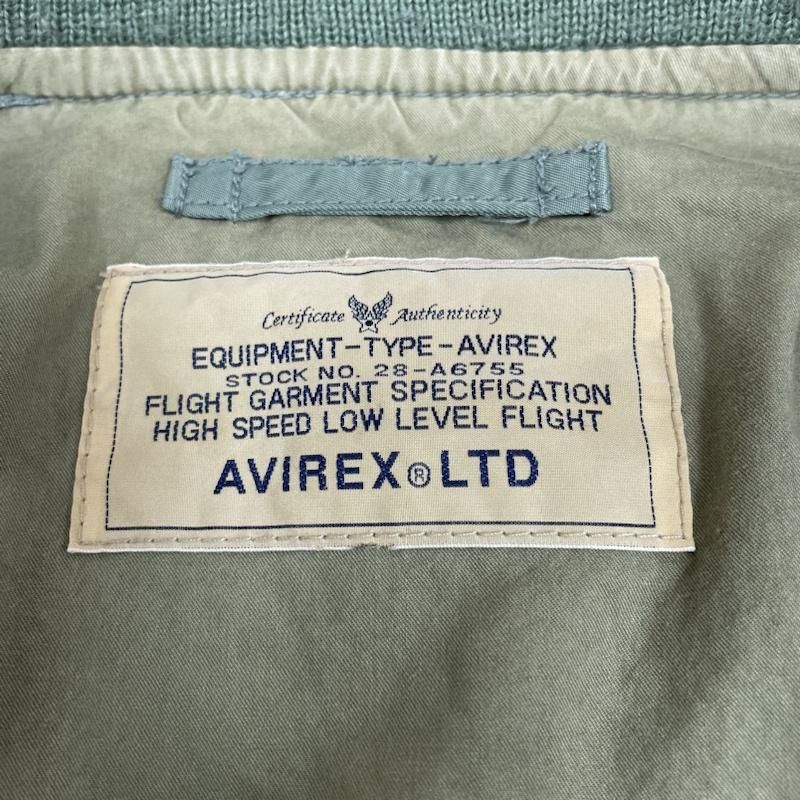 Certificate Authenticity
EQUIPMENT-TYPE-AVIREX
STOCK NO. 28-A6755
FLIGHT GARMENT SPECIFICATION
HIGH SPEED LOW LEVEL FLIGHT
AVIREX® LTD